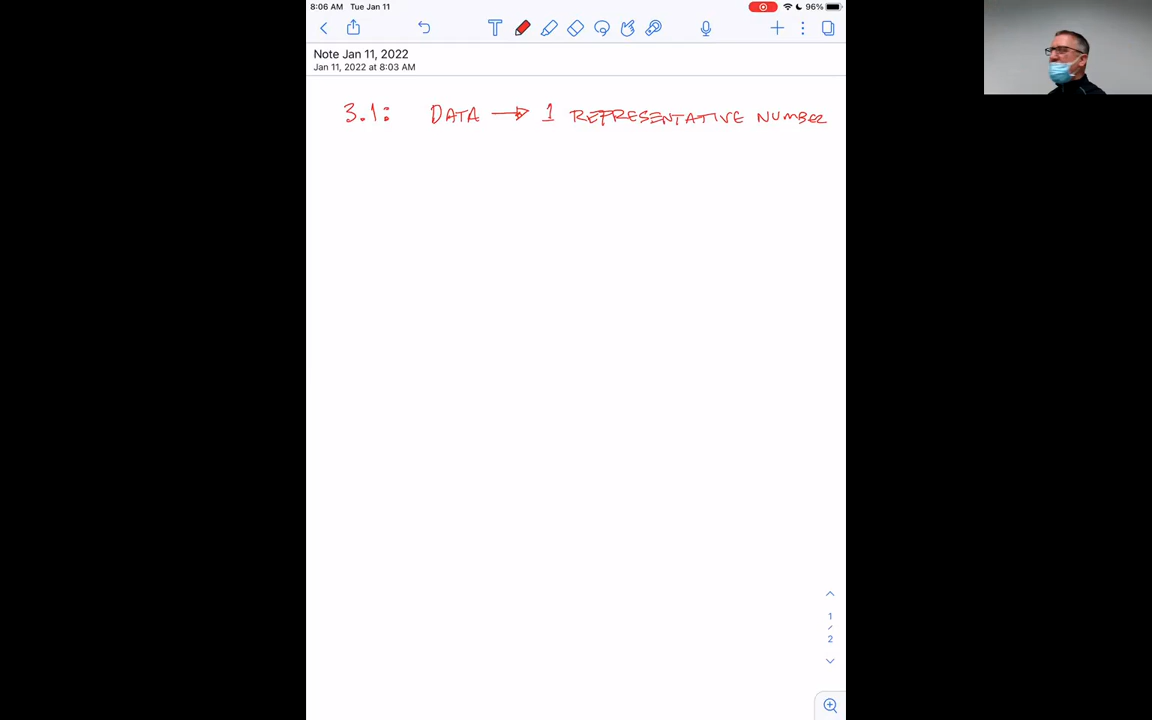 8:06 AM Tue Jan 11
96%
T
Note Jan 11, 2022
Jan 11, 2022 at 8:03 AM
3.1: DATA → 1 REPRESENTATIVE NUMBER
1
/
2